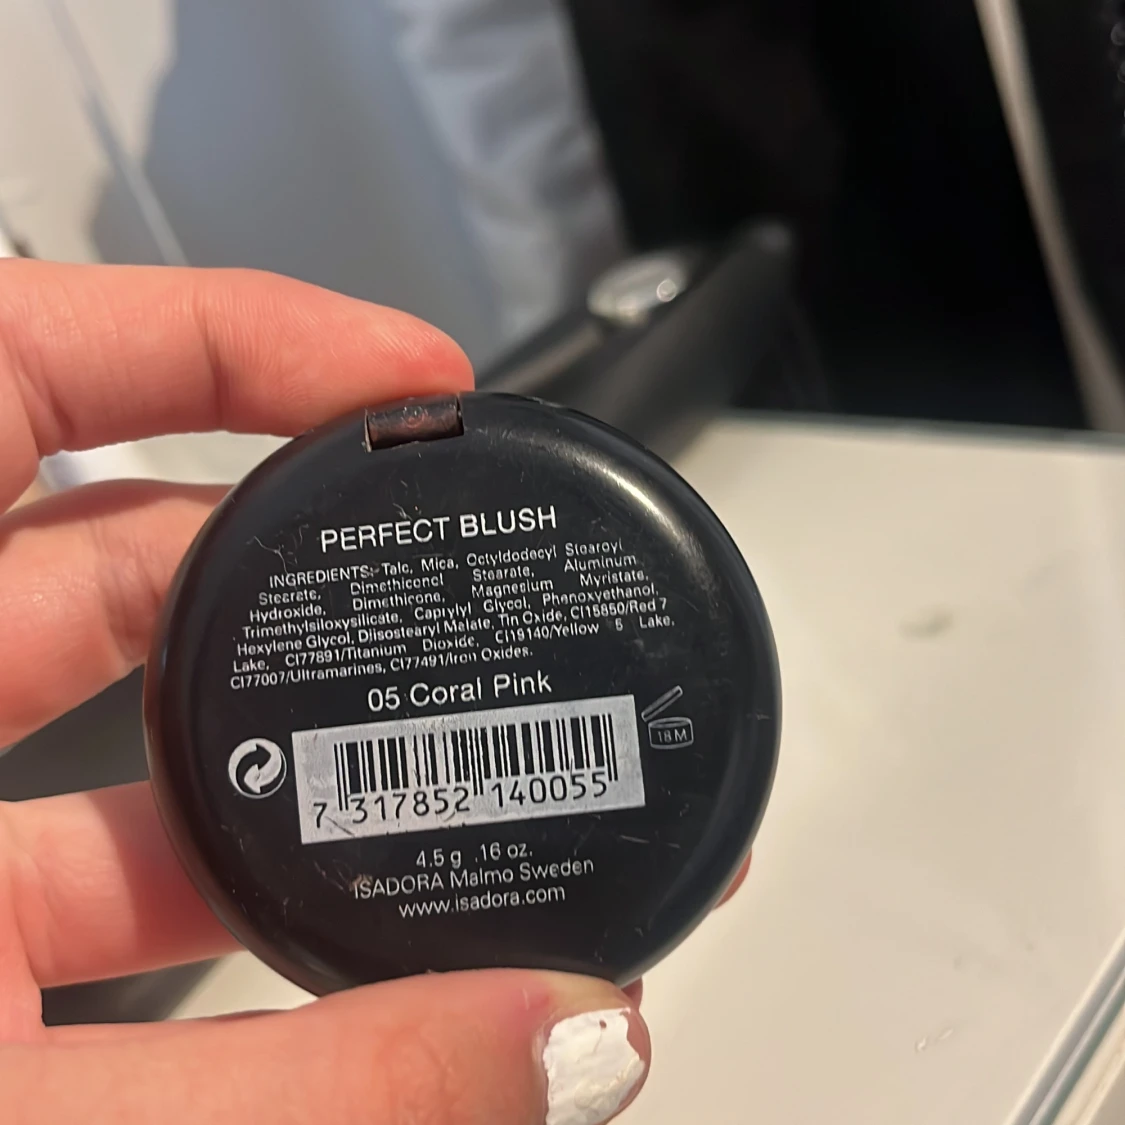 PERFECT BLUSH
INGREDIENTS: Talc, Mica, Octyldodecyl Stearoyl
Stearate, Dimethiconol Stearate, Aluminum
Hydroxide, Dimethicone, Magnesium Myristate,
Trimethylsiloxysilicate, Caprylyl Glycol, Phenoxyethanol,
Hexylene Glycol, Diisostearyl Malate, Tin Oxide, CI15850/Red 7
Lake, CI77891/Titanium Dioxide, CI19140/Yellow 5 Lake,
CI77007/Ultramarines, CI77491/Iron Oxides.
05 Coral Pink
18 M
7 317852 140055
4.5 g .16 oz.
ISADORA Malmo Sweden
www.isadora.com